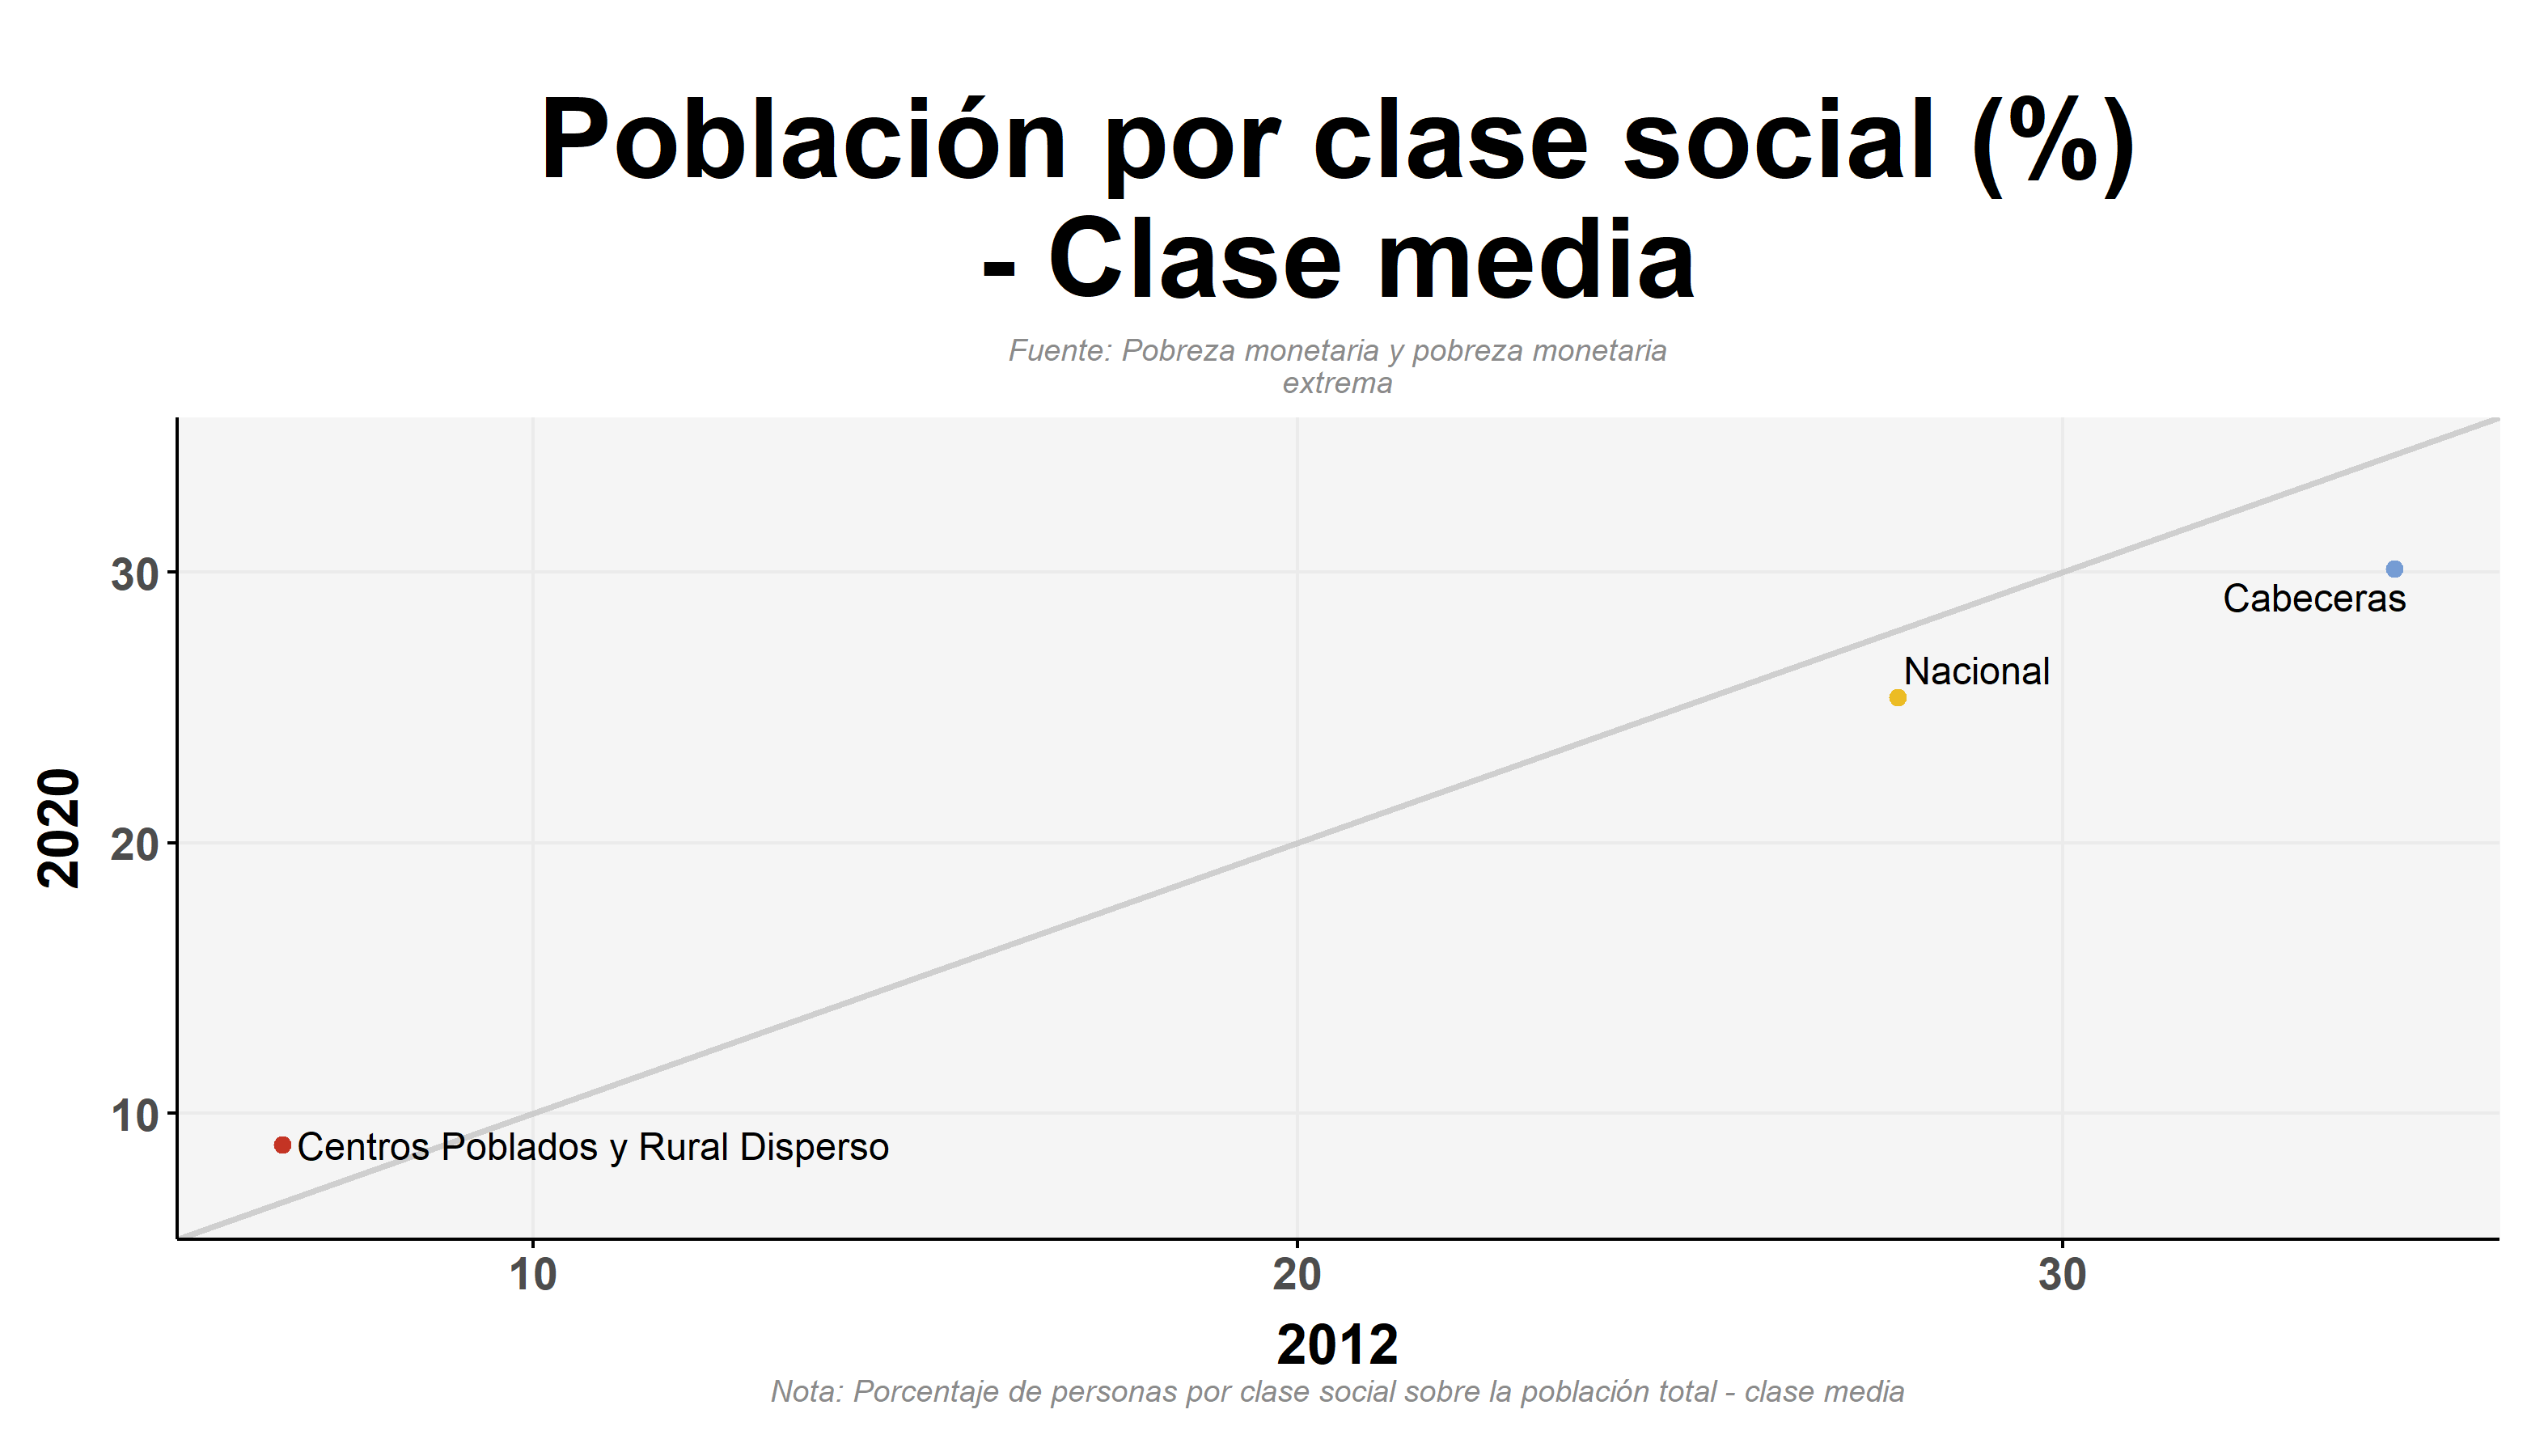 Población por clase social (%)
- Clase media
Fuente: Pobreza monetaria y pobreza monetaria
extrema
2020
30
20
10
Cabeceras
Nacional
Centros Poblados y Rural Disperso
10
20
30
2012
Nota: Porcentaje de personas por clase social sobre la población total - clase media